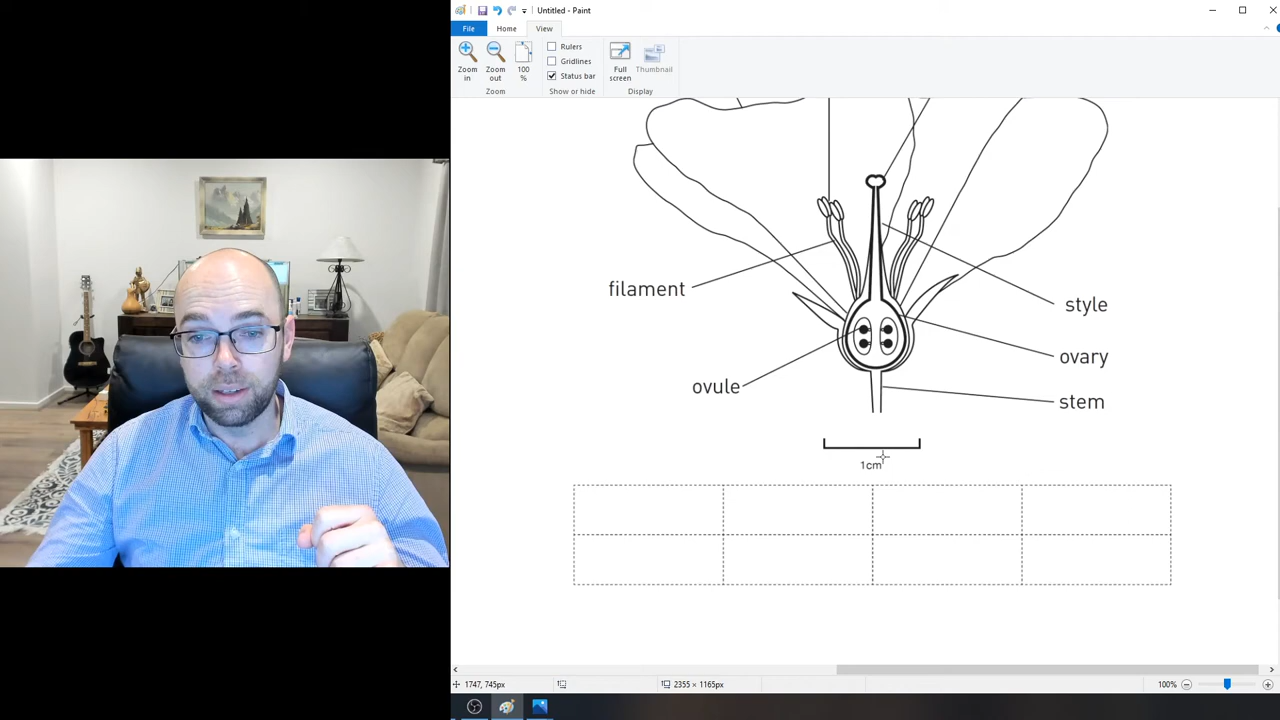 Untitled - Paint
File Home View
Zoom in
Zoom out
100 %
Rulers
Gridlines
Status bar
Full screen
Thumbnail
Zoom
Show or hide
Display
filament
style
ovary
ovule
stem
1cm
1747, 745px
2355 × 1165px
100%